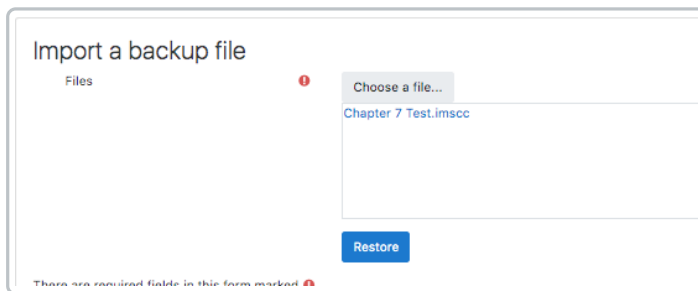 Import a backup file
Files
Choose a file...
Chapter 7 Test.imscc
Restore
There are required fields in this form marked